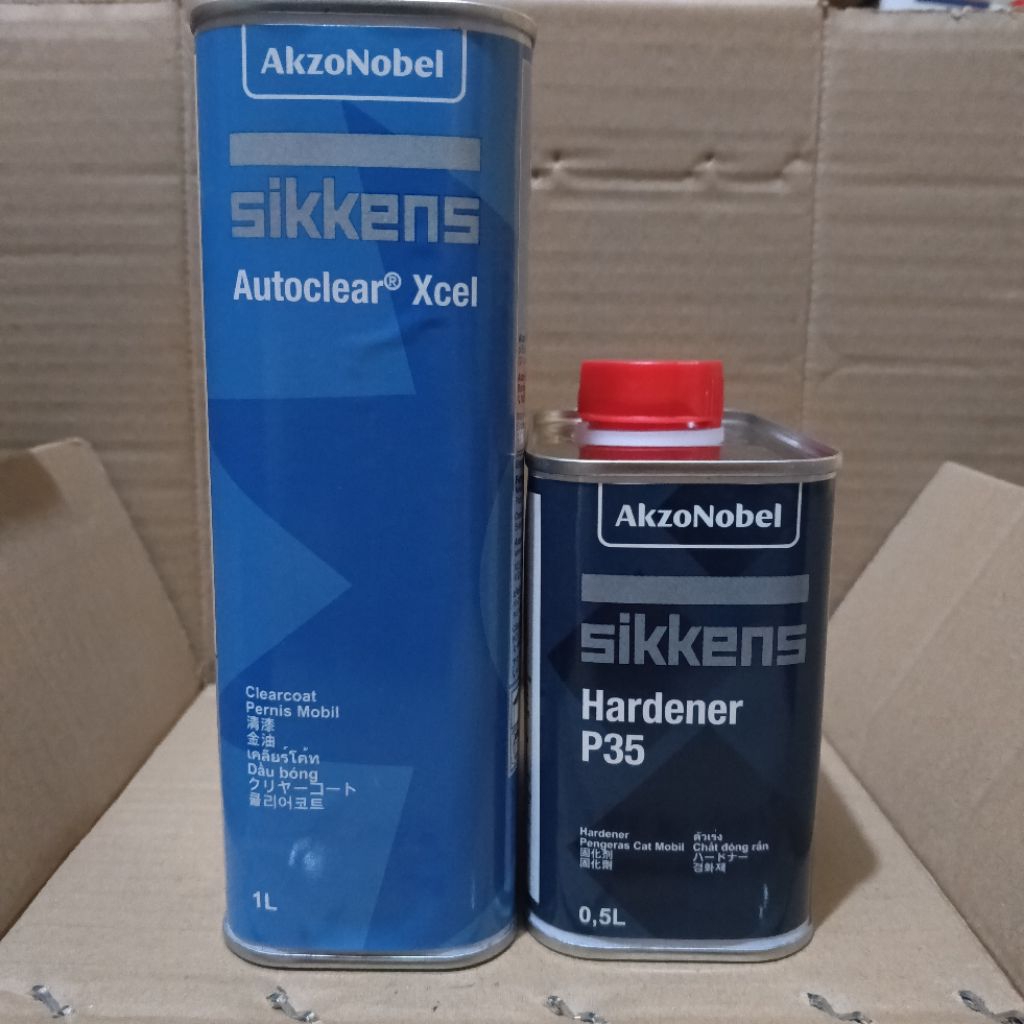 AkzoNobel
sikkens
Autoclear® Xcel
Clearcoat
Pernis Mobil
清漆
金油
เคลียร์โค้ท
Dầu bóng
クリヤーコート
클리어코트
1L
AkzoNobel
sikkens
Hardener
P35
Hardener
Pengeras Cat Mobil
固化剂
固化劑
ตัวเร่ง
Chất đóng rắn
ハードナー
경화제
0,5L